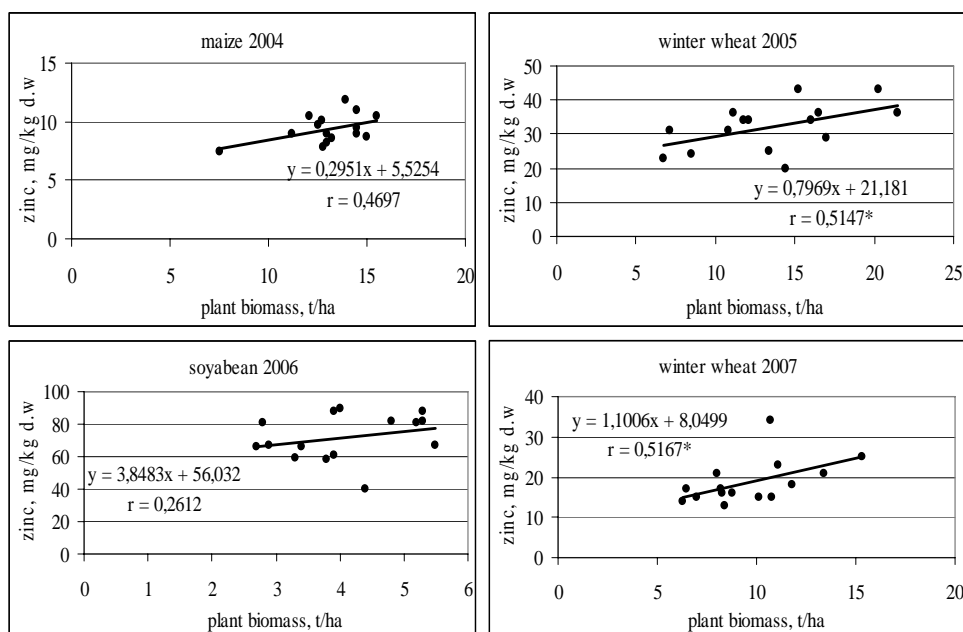 maize 2004
zinc, mg/kg d.w
15
10
5
0
y = 0,2951x + 5,5254
r = 0,4697
0 5 10 15 20
plant biomass, t/ha
winter wheat 2005
zinc, mg/kg d.w
50
40
30
20
10
0
y = 0,7969x + 21,181
r = 0,5147*
0 5 10 15 20 25
plant biomass, t/ha
soyabean 2006
zinc, mg/kg d.w
100
80
60
40
20
0
y = 3,8483x + 56,032
r = 0,2612
0 1 2 3 4 5 6
plant biomass, t/ha
winter wheat 2007
zinc, mg/kg d.w
40
30
20
10
0
y = 1,1006x + 8,0499
r = 0,5167*
0 5 10 15 20
plant biomass, t/ha